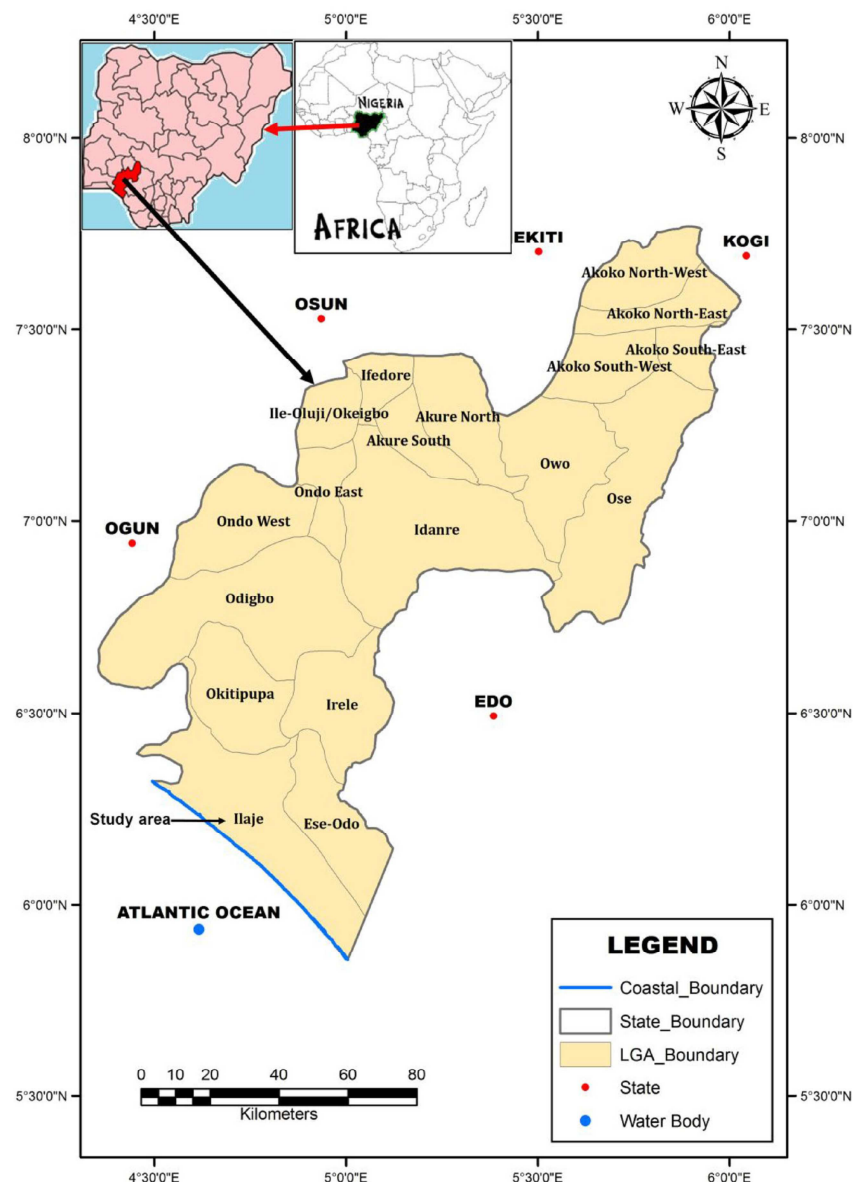 4°30'0"E 5°0'0"E 5°30'0"E 6°0'0"E
N
W E
S
NIGERIA
AFRICA
8°0'0"N 8°0'0"N
EKITI
KOGI
Akoko North-West
OSUN
Akoko North-East
7°30'0"N 7°30'0"N
Akoko South-East
Akoko South-West
Ifedore
Ile-Oluji/Okeigbo
Akure North
Akure South
Owo
Ondo East
Ose
Ondo West
OGUN
Idanre
7°0'0"N 7°0'0"N
Odigbo
Okitipupa
Irele
EDO
6°30'0"N 6°30'0"N
Study area
Ilaje
Ese-Odo
6°0'0"N 6°0'0"N
ATLANTIC OCEAN
LEGEND
Coastal_Boundary
State_Boundary
LGA_Boundary
State
Water Body
0 10 20 40 60 80
Kilometers
5°30'0"N 5°30'0"N
4°30'0"E 5°0'0"E 5°30'0"E 6°0'0"E